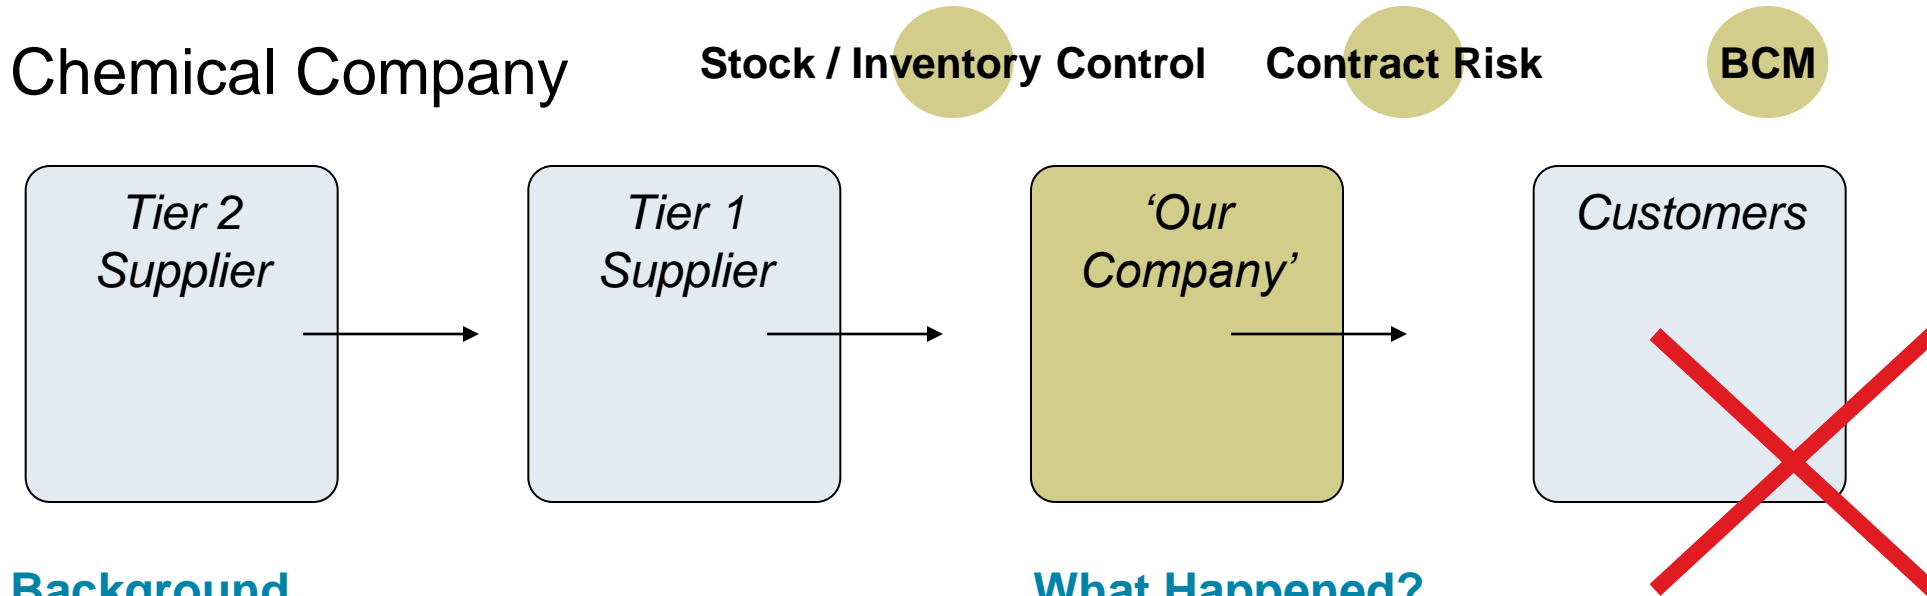 Chemical Company
Stock / Inventory Control
Contract Risk
BCM
Tier 2
Supplier
Tier 1
Supplier
‘Our
Company’
Customers
Background
What Happened?